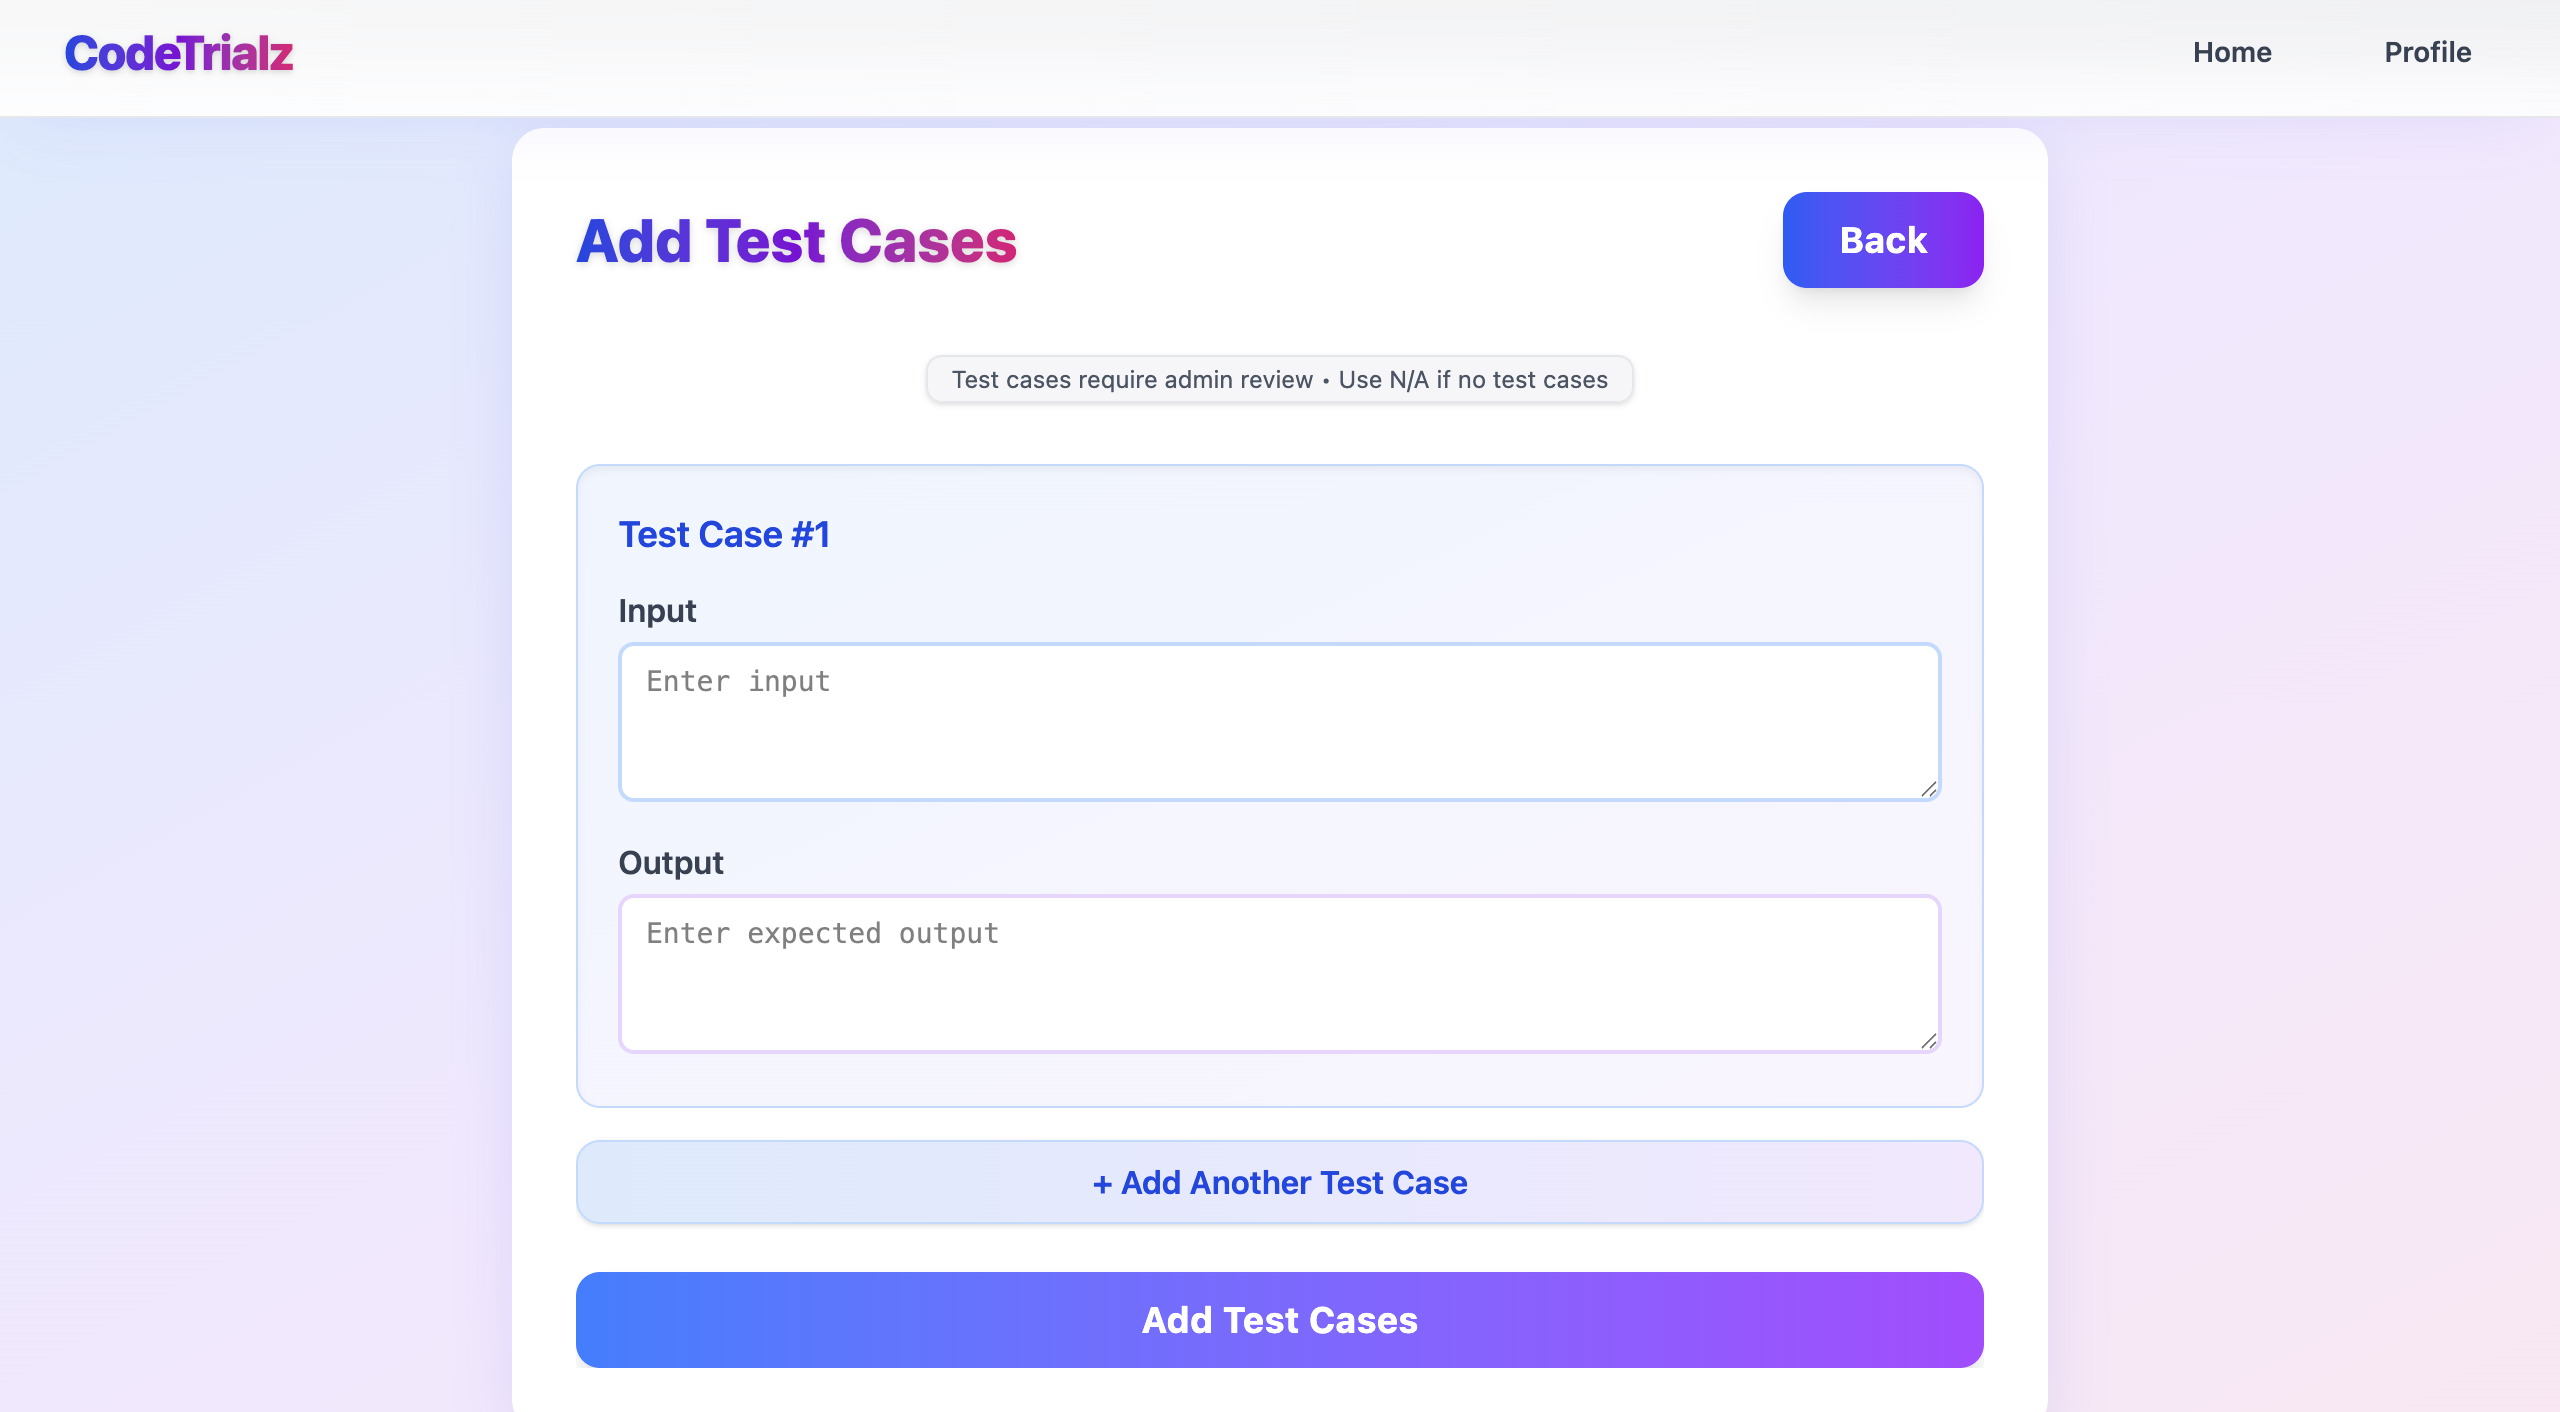 CodeTrialz
Home
Profile
Add Test Cases
Back
Test cases require admin review • Use N/A if no test cases
Test Case #1
Input
Enter input
Output
Enter expected output
+ Add Another Test Case
Add Test Cases